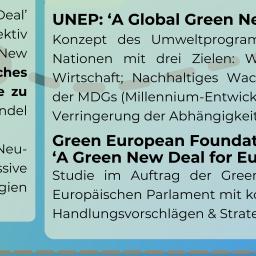 Deal'
ektiv
New
ches
e zu
ndel
Neu-
ssive
gien
UNEP: ‘A Global Green Ne
Konzept des Umweltprogram
Nationen mit drei Zielen: W
Wirtschaft; Nachhaltiges Wac
der MDGs (Millennium-Entwick
Verringerung der Abhängigkeit
Green European Foundat
‘A Green New Deal for Eu
Studie im Auftrag der Green
Europäischen Parlament mit ko
Handlungsvorschlägen & Strate